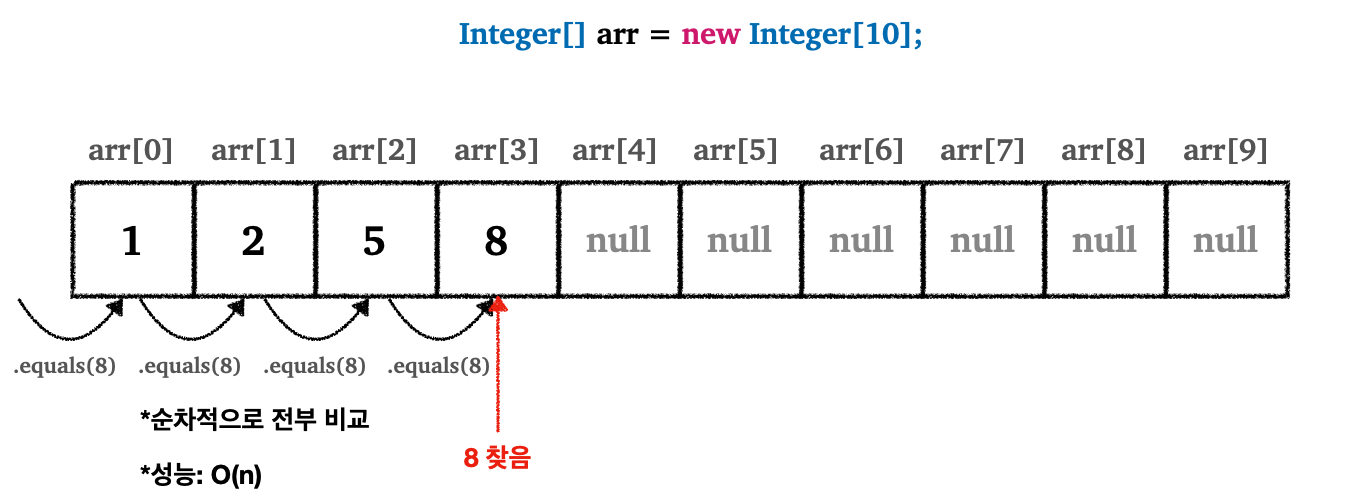 Integer[] arr = new Integer[10];
arr[0] arr[1] arr[2] arr[3] arr[4] arr[5] arr[6] arr[7] arr[8] arr[9]
1 2 5 8 null null null null null null
.equals(8) .equals(8) .equals(8) .equals(8)
*순차적으로 전부 비교
8 찾음
*성능: O(n)